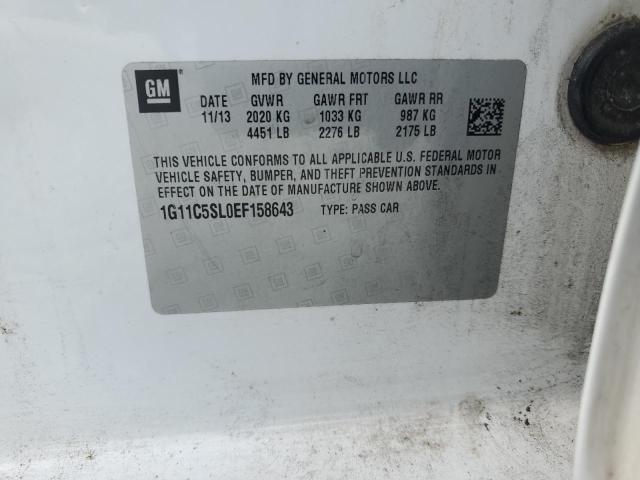 GM
MFD BY GENERAL MOTORS LLC
DATE GVWR GAWR FRT GAWR RR
11/13 2020 KG 1033 KG 987 KG
4451 LB 2276 LB 2175 LB
THIS VEHICLE CONFORMS TO ALL APPLICABLE U.S. FEDERAL MOTOR
VEHICLE SAFETY, BUMPER, AND THEFT PREVENTION STANDARDS IN
EFFECT ON THE DATE OF MANUFACTURE SHOWN ABOVE.
1G11C5SL0EF158643 TYPE: PASS CAR